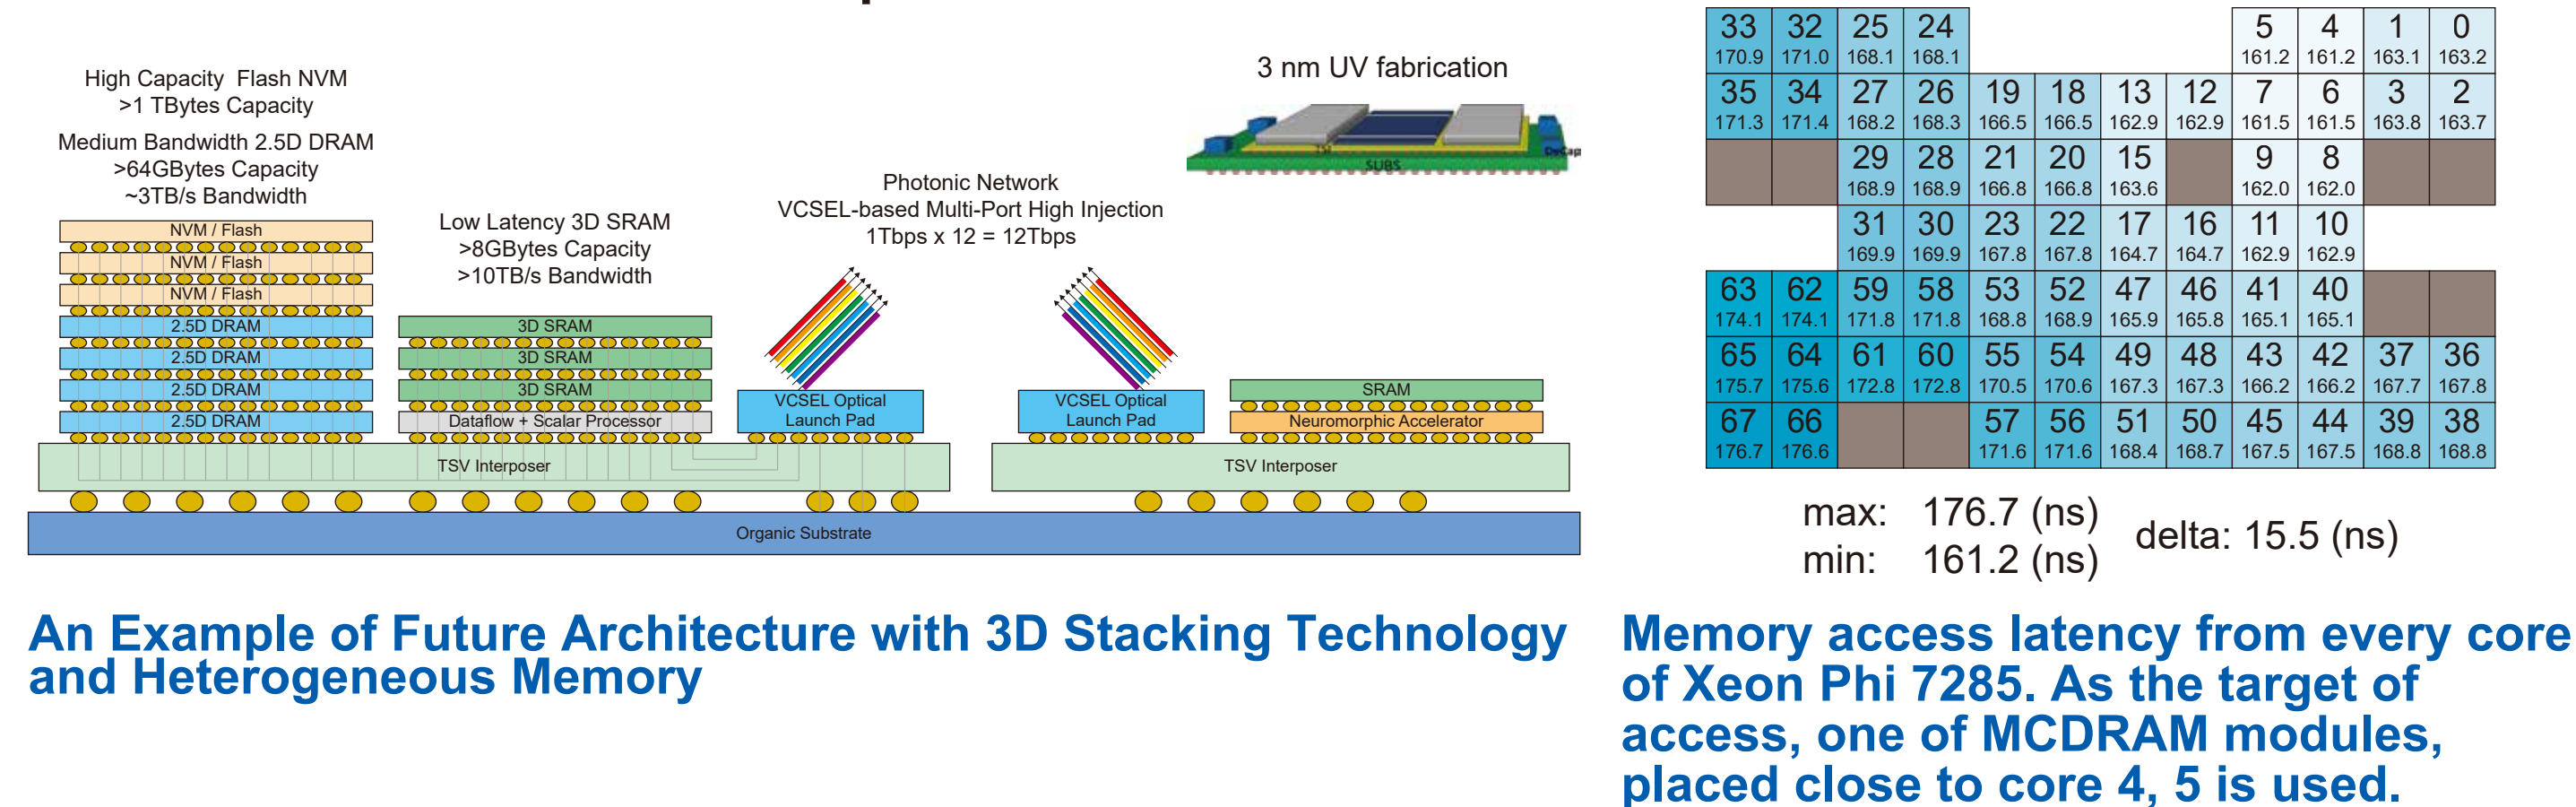 High Capacity  Flash NVM
>1 TBytes Capacity
Medium Bandwidth 2.5D DRAM
>64GBytes Capacity
~3TB/s Bandwidth
NVM / Flash
NVM / Flash
NVM / Flash
2.5D DRAM
2.5D DRAM
2.5D DRAM
2.5D DRAM
Low Latency 3D SRAM
>8GBytes Capacity
>10TB/s Bandwidth
3D SRAM
3D SRAM
3D SRAM
Dataflow + Scalar Processor
Photonic Network
VCSEL-based Multi-Port High Injection
1Tbps x 12 = 12Tbps
VCSEL Optical
Launch Pad
TSV Interposer
3 nm UV fabrication
TSI
DeCap
SUBS
VCSEL Optical
Launch Pad
SRAM
Neuromorphic Accelerator
TSV Interposer
Organic Substrate
An Example of Future Architecture with 3D Stacking Technology
and Heterogeneous Memory
33 32 25 24 5 4 1 0
170.9 171.0 168.1 168.1 161.2 161.2 163.1 163.2
35 34 27 26 19 18 13 12 7 6 3 2
171.3 171.4 168.2 168.3 166.5 166.5 162.9 162.9 161.5 161.5 163.8 163.7
29 28 21 20 15 9 8
168.9 168.9 166.8 166.8 163.6 162.0 162.0
31 30 23 22 17 16 11 10
169.9 169.9 167.8 167.8 164.7 164.7 162.9 162.9
63 62 59 58 53 52 47 46 41 40
174.1 174.1 171.8 171.8 168.8 168.9 165.9 165.8 165.1 165.1
65 64 61 60 55 54 49 48 43 42 37 36
175.7 175.6 172.8 172.8 170.5 170.6 167.3 167.3 166.2 166.2 167.7 167.8
67 66 57 56 51 50 45 44 39 38
176.7 176.6 171.6 171.6 168.4 168.7 167.5 167.5 168.8 168.8
max: 176.7 (ns)
min: 161.2 (ns)
delta: 15.5 (ns)
Memory access latency from every core
of Xeon Phi 7285. As the target of
access, one of MCDRAM modules,
placed close to core 4, 5 is used.